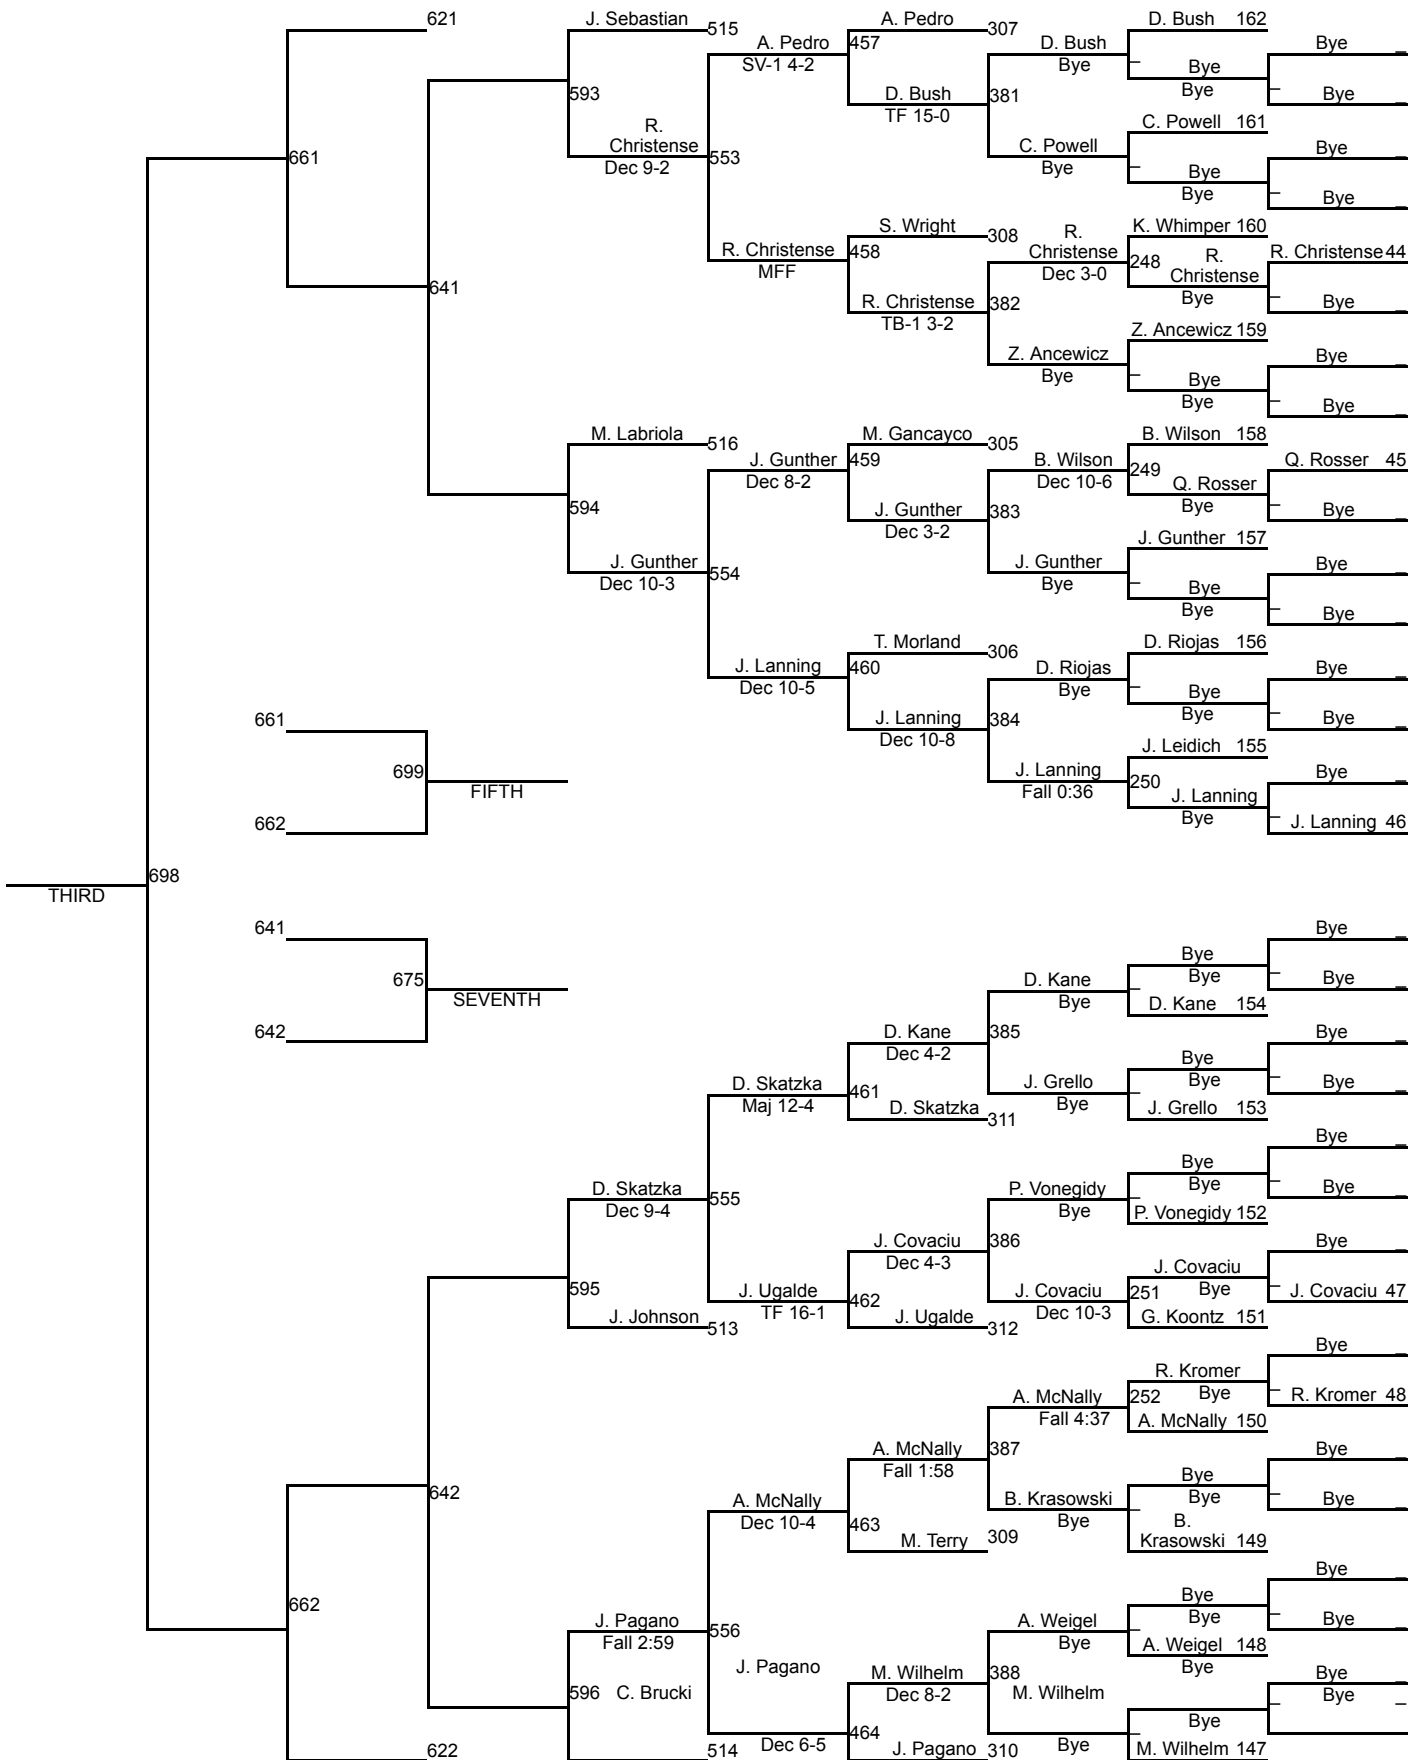 621 J. Sebastian 515 A. Pedro 307 D. Bush 162
A. Pedro 457 D. Bush Bye _
SV-1 4-2 Bye _ Bye
593 D. Bush 381 Bye _ Bye _
TF 15-0
R. C. Powell 161
Christense 553 C. Powell Bye _
661 Dec 9-2 Bye _ Bye
Bye Bye _
S. Wright 308 R. K. Whimper 160
R. Christense 458 Christense 248 R. R. Christense 44
MFF Dec 3-0 Christense
641 R. Christense 382 Bye _ Bye _
TB-1 3-2
Z. Ancewicz 159
Z. Ancewicz Bye _
Bye _ Bye
Bye _ Bye _
M. Labriola 516 M. Gancayco 305 B. Wilson 158
J. Gunther 459 B. Wilson 249 Q. Rosser 45
Dec 8-2 Dec 10-6 Q. Rosser
594 J. Gunther 383 Bye _ Bye _
Dec 3-2
J. Gunther 157
J. Gunther 554 J. Gunther Bye _
Dec 10-3 Bye _ Bye
Bye _ Bye _
T. Morland 306 D. Riojas 156
J. Lanning 460 D. Riojas Bye _
Dec 10-5 Bye _ Bye
661 J. Lanning 384 Bye _ Bye _
Dec 10-8
J. Leidich 155
699 J. Lanning 250 Bye _
FIFTH Fall 0:36 J. Lanning
662 Bye _ J. Lanning 46
698
THIRD
641 Bye _
Bye
675 D. Kane Bye _ Bye _
SEVENTH Bye _ D. Kane 154
642 D. Kane 385 Bye _
Dec 4-2 Bye
D. Skatzka 461 J. Grello Bye _ Bye _
Maj 12-4 D. Skatzka 311 Bye _ J. Grello 153
Bye _
Bye
D. Skatzka 555 P. Vonegidy Bye _ Bye _
Dec 9-4 Bye _ P. Vonegidy 152
J. Covaciu 386 Bye _
Dec 4-3 J. Covaciu
595 J. Ugalde 462 J. Covaciu 251 Bye _ J. Covaciu 47
J. Johnson 513 TF 16-1 J. Ugalde 312 Dec 10-3 G. Koontz 151
Bye _
R. Kromer
A. McNally 252 Bye _ R. Kromer 48
Fall 4:37 A. McNally 150
A. McNally 387 Bye _
Fall 1:58 Bye
642 A. McNally B. Krasowski Bye _ Bye _
Dec 10-4 463 Bye _ B.
M. Terry 309 Krasowski 149
Bye _
662 Bye
J. Pagano 556 A. Weigel Bye _ Bye _
Fall 2:59 Bye _ A. Weigel 148
J. Pagano M. Wilhelm 388 Bye Bye _
596 C. Brucki Dec 8-2 M. Wilhelm _ Bye _
Bye
464 _
622 514 Dec 6-5 J. Pagano 310 Bye M. Wilhelm 147